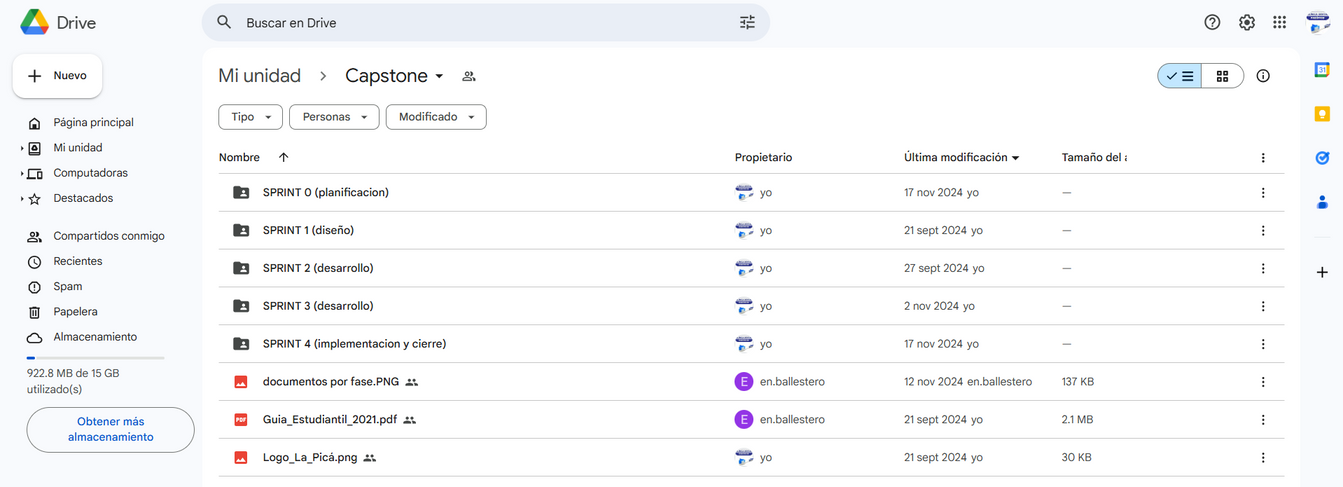 Drive
Buscar en Drive
Nuevo
Página principal
Mi unidad
Computadoras
Destacados
Compartidos conmigo
Recientes
Spam
Papelera
Almacenamiento
922.8 MB de 15 GB
utilizado(s)
Obtener más
almacenamiento
Mi unidad > Capstone
Tipo Personas Modificado
Nombre Propietario Última modificación Tamaño del a
SPRINT 0 (planificacion) yo 17 nov 2024 yo —
SPRINT 1 (diseño) yo 21 sept 2024 yo —
SPRINT 2 (desarrollo) yo 27 sept 2024 yo —
SPRINT 3 (desarrollo) yo 2 nov 2024 yo —
SPRINT 4 (implementacion y cierre) yo 17 nov 2024 yo —
documentos por fase.PNG E en.ballestero 12 nov 2024 en.ballestero 137 KB
PDF Guia_Estudiantil_2021.pdf E en.ballestero 21 sept 2024 yo 2.1 MB
Logo_La_Picá.png yo 21 sept 2024 yo 30 KB
31